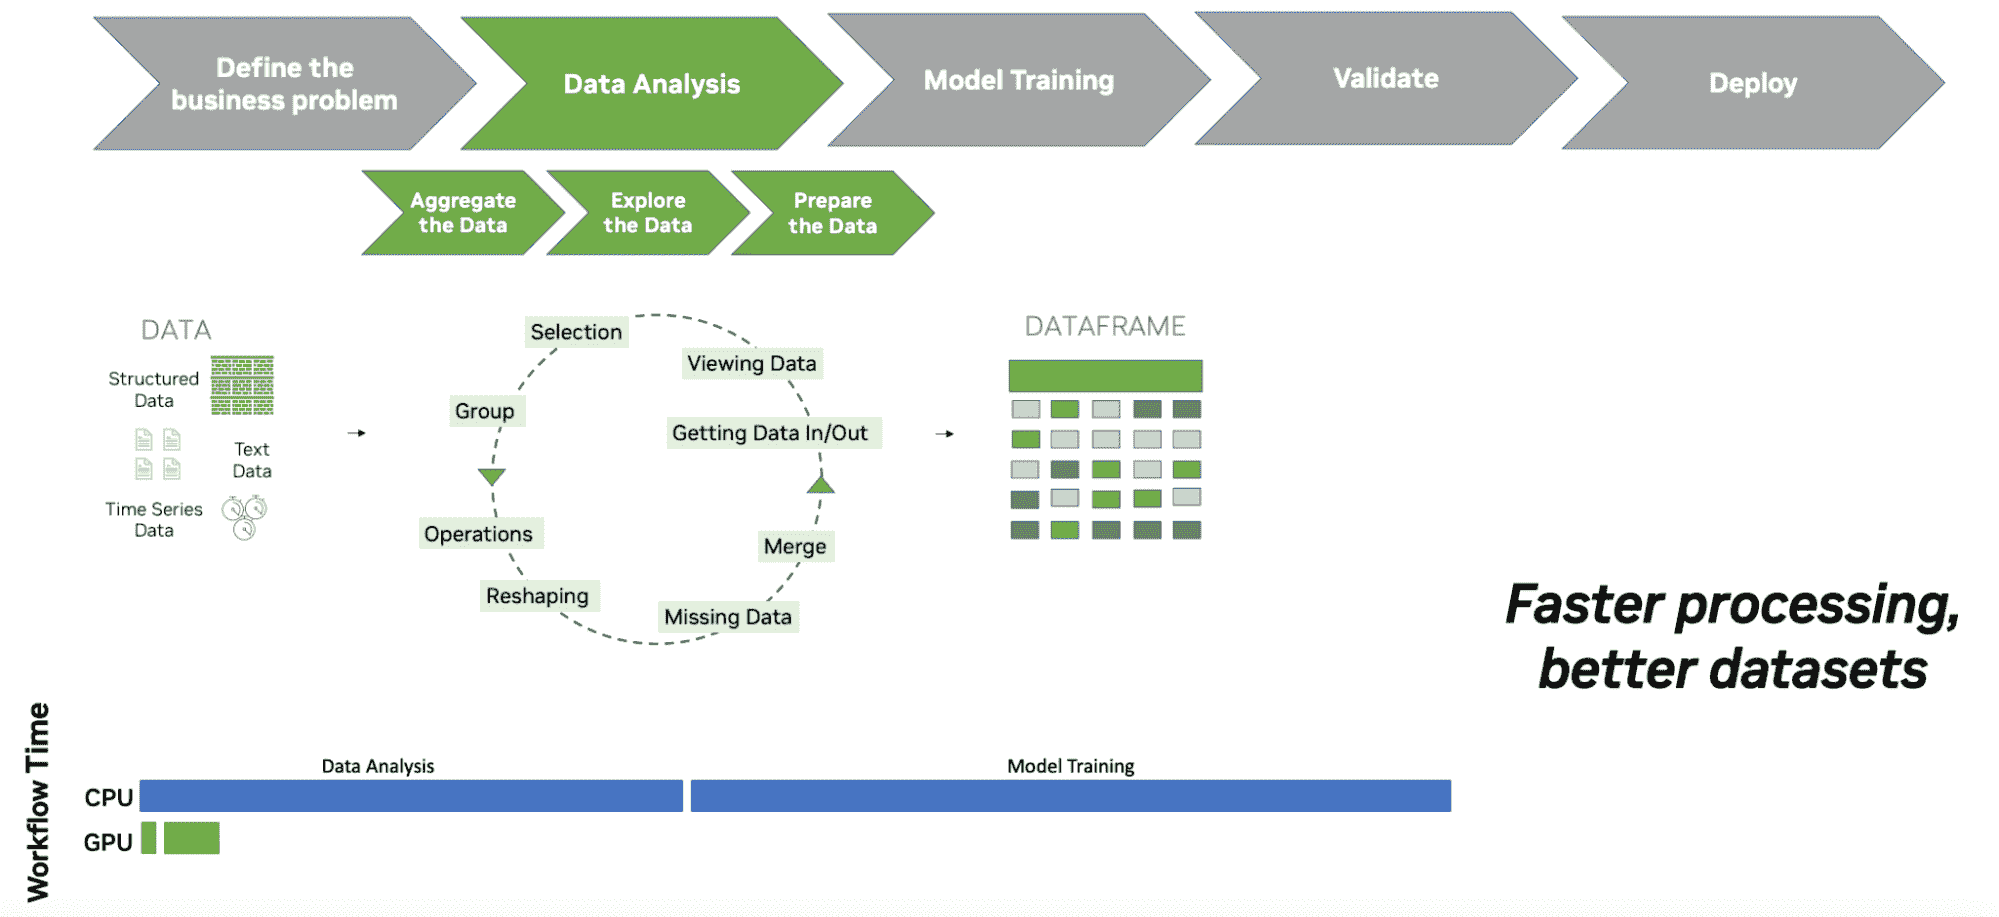 Define the
business problem
Data Analysis
Model Training
Validate
Deploy
Aggregate
the Data
Explore
the Data
Prepare
the Data
DATA
Structured
Data
Text
Data
Time Series
Data
Selection
Viewing Data
Group
Getting Data In/Out
Operations
Merge
Reshaping
Missing Data
DATAFRAME
Faster processing,
better datasets
Workflow Time
Data Analysis
Model Training
CPU
GPU